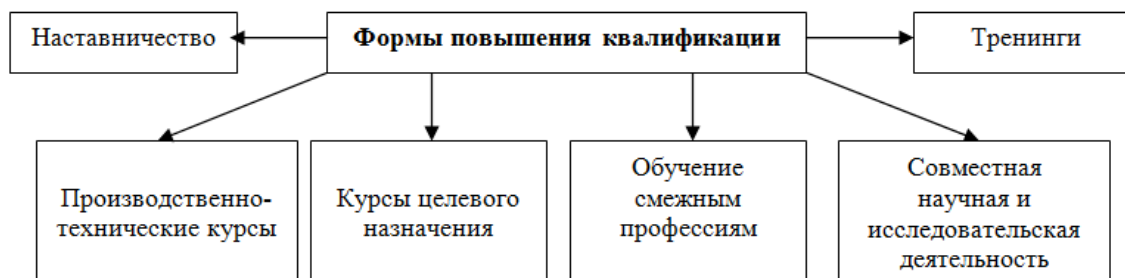 Наставничество
Формы повышения квалификации
Тренинги
Производственно-
технические курсы
Курсы целевого
назначения
Обучение
смежным
профессиям
Совместная
научная и
исследовательская
деятельность